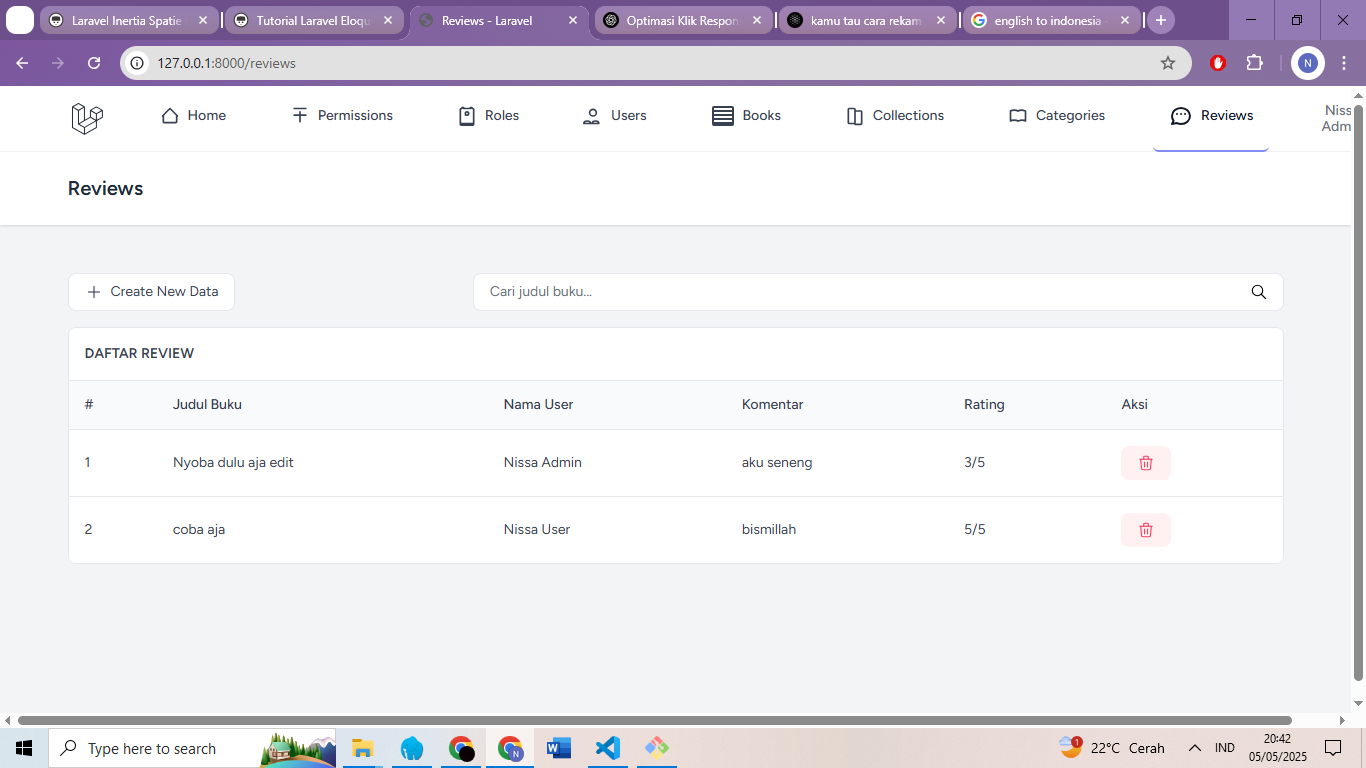 Laravel Inertia Spatie
Tutorial Laravel Eloqu
Reviews - Laravel
Optimasi Klik Respon
kamu tau cara rekam
english to indonesia -
127.0.0.1:8000/reviews
N
Home
Permissions
Roles
Users
Books
Collections
Categories
Reviews
Niss
Adm
Reviews
Create New Data
Cari judul buku...
DAFTAR REVIEW
# Judul Buku Nama User Komentar Rating Aksi
1 Nyoba dulu aja edit Nissa Admin aku seneng 3/5
2 coba aja Nissa User bismillah 5/5
Type here to search
N
1
22°C Cerah
IND
20:42
05/05/2025